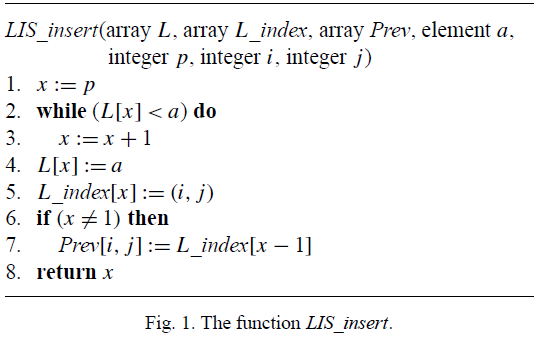 LIS_insert(array L, array L_index, array Prev, element a,
integer p, integer i, integer j)
1. x := p
2. while (L[x] < a) do
3. x := x + 1
4. L[x] := a
5. L_index[x] := (i, j)
6. if (x ≠ 1) then
7. Prev[i, j] := L_index[x − 1]
8. return x
Fig. 1. The function LIS_insert.